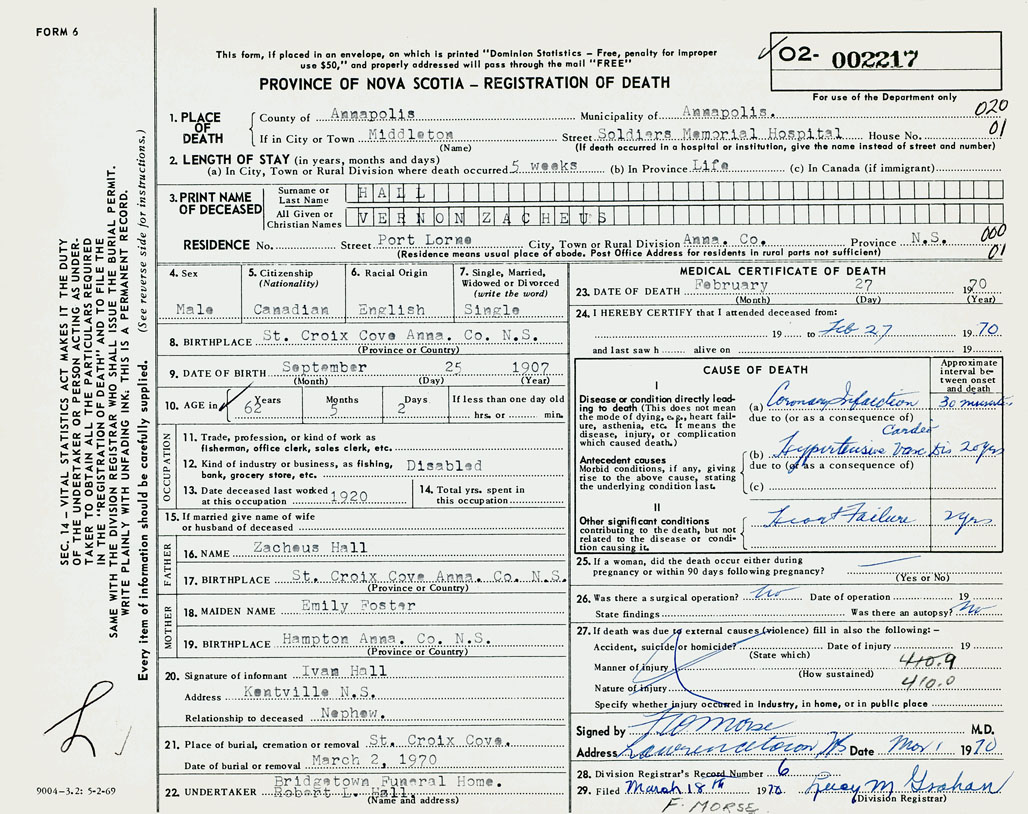 FORM 6
This form, if placed in an envelope, on which is printed "Dominion Statistics – Free, penalty for improper
use $50," and properly addressed will pass through the mail "FREE"
PROVINCE OF NOVA SCOTIA – REGISTRATION OF DEATH
02- 002217
For use of the Department only
1. PLACE OF DEATH
County of Annapolis Municipality of Annapolis. 020
If in City or Town Middleton Street Soldiers Memorial Hospital House No. 01
(Name) (If death occurred in a hospital or institution, give the name instead of street and number)
2. LENGTH OF STAY (in years, months and days)
(a) In City, Town or Rural Division where death occurred 5 weeks (b) In Province Life (c) In Canada (if immigrant)
3. PRINT NAME OF DECEASED
Surname or Last Name HALL
All Given or Christian Names VERNON ZACHEUS
RESIDENCE No. Street Port Lorne City, Town or Rural Division Anna. Co. Province N.S. 000
(Residence means usual place of abode. Post Office Address for residents in rural parts not sufficient) 01
4. Sex
Male
5. Citizenship
(Nationality)
Canadian
6. Racial Origin
English
7. Single, Married,
Widowed or Divorced
(write the word)
Single
8. BIRTHPLACE St. Croix Cove Anna. Co. N.S.
(Province or Country)
9. DATE OF BIRTH September 25 1907
(Month) (Day) (Year)
10. AGE in
Years Months Days If less than one day old
62 5 2 hrs. or min.
OCCUPATION
11. Trade, profession, or kind of work as
fisherman, office clerk, sales clerk, etc.
12. Kind of industry or business, as fishing,
bank, grocery store, etc. Disabled
13. Date deceased last worked
at this occupation 1920
14. Total yrs. spent in
this occupation
15. If married give name of wife
or husband of deceased
FATHER
16. NAME Zacheus Hall
17. BIRTHPLACE St. Croix Cove Anna. Co. N.S.
(Province or Country)
MOTHER
18. MAIDEN NAME Emily Foster
19. BIRTHPLACE Hampton Anna. Co. N.S.
(Province or Country)
20. Signature of informant Ivan Hall
Address Kentville N.S.
Relationship to deceased Nephew.
21. Place of burial, cremation or removal St. Croix Cove.
Date of burial or removal March 2, 1970
Bridgetown Funeral Home.
22. UNDERTAKER Robert L. Hall.
(Name and address)
MEDICAL CERTIFICATE OF DEATH
23. DATE OF DEATH February 27 1970
(Month) (Day) (Year)
24. I HEREBY CERTIFY that I attended deceased from:
19 to Feb 27 1970
and last saw h alive on 19
CAUSE OF DEATH
Approximate
interval be-
tween onset
and death
I
Disease or condition directly lead-
ing to death (This does not mean
the mode of dying, e.g., heart fail-
ure, asthenia, etc. It means the
disease, injury, or complication
which caused death.)
(a) Coronary Infarction 30 minutes
due to (or as a consequence of)
Cardio
(b) Hypertensive Vasc Dis 20 yrs
due to (or as a consequence of)
Antecedent causes
Morbid conditions, if any, giving
rise to the above cause, stating
the underlying condition last.
(c)
II
Other significant conditions
contributing to the death, but not
related to the disease or condi-
tion causing it.
Heart Failure 2 yrs
25. If a woman, did the death occur either during
pregnancy or within 90 days following pregnancy?
(Yes or No)
26. Was there a surgical operation? No Date of operation 19
State findings Was there an autopsy? No
27. If death was due to external causes (violence) fill in also the following: –
Accident, suicide or homicide? Date of injury 19
(State which)
Manner of injury 410.9
(How sustained)
Nature of injury 410.0
Specify whether injury occurred in Industry, in home, or in public place
Signed by F Morse M.D.
Address Lawrencetown NS Date Mar 1 1970
28. Division Registrar's Record Number 6
29. Filed March 18th 1970 Lucy M Grahan
(Division Registrar)
F. MORSE
SEC. 14 – VITAL STATISTICS ACT MAKES IT THE DUTY
OF THE UNDERTAKER OR PERSON ACTING AS UNDER-
TAKER TO OBTAIN ALL THE PARTICULARS REQUIRED
IN THE "REGISTRATION OF DEATH" AND TO FILE THE
SAME WITH THE DIVISION REGISTRAR WHO SHALL ISSUE THE BURIAL PERMIT.
WRITE PLAINLY WITH UNFADING INK. THIS IS A PERMANENT RECORD.
Every item of information should be carefully supplied. (See reverse side for instructions.)
9004-3.2: 5-2-69